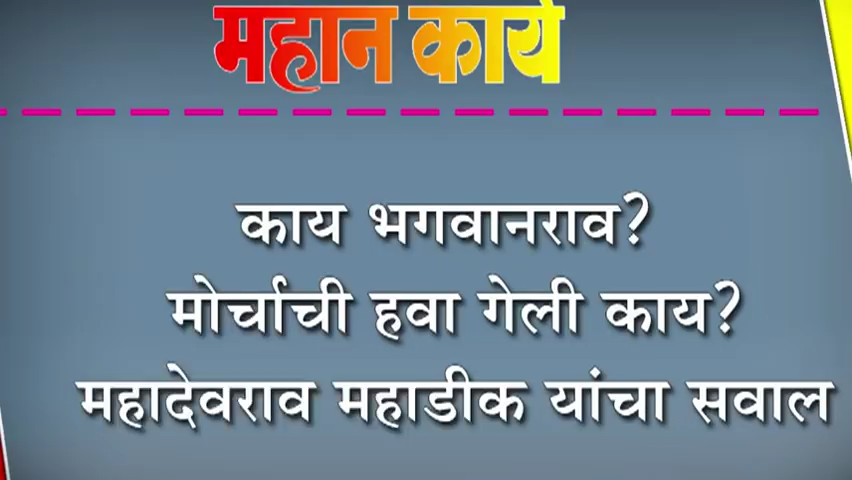 महान कार्य
काय भगवानराव?
मोर्चाची हवा गेली काय?
महादेवराव महाडीक यांचा सवाल